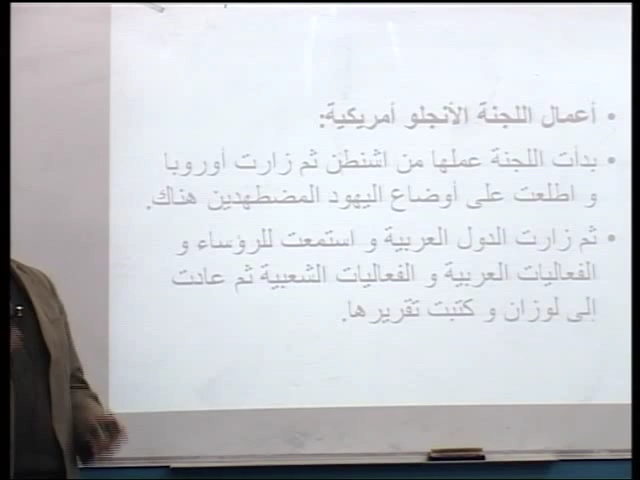 • أعمال اللجنة الأنجلو أمريكية:
• بدأت اللجنة عملها من اشنطن ثم زارت أوروبا
و اطلعت على أوضاع اليهود المضطهدين هناك.
• ثم زارت الدول العربية و استمعت للرؤساء و
الفعاليات العربية و الفعاليات الشعبية ثم عادت
إلى لوزان و كتبت تقريرها.